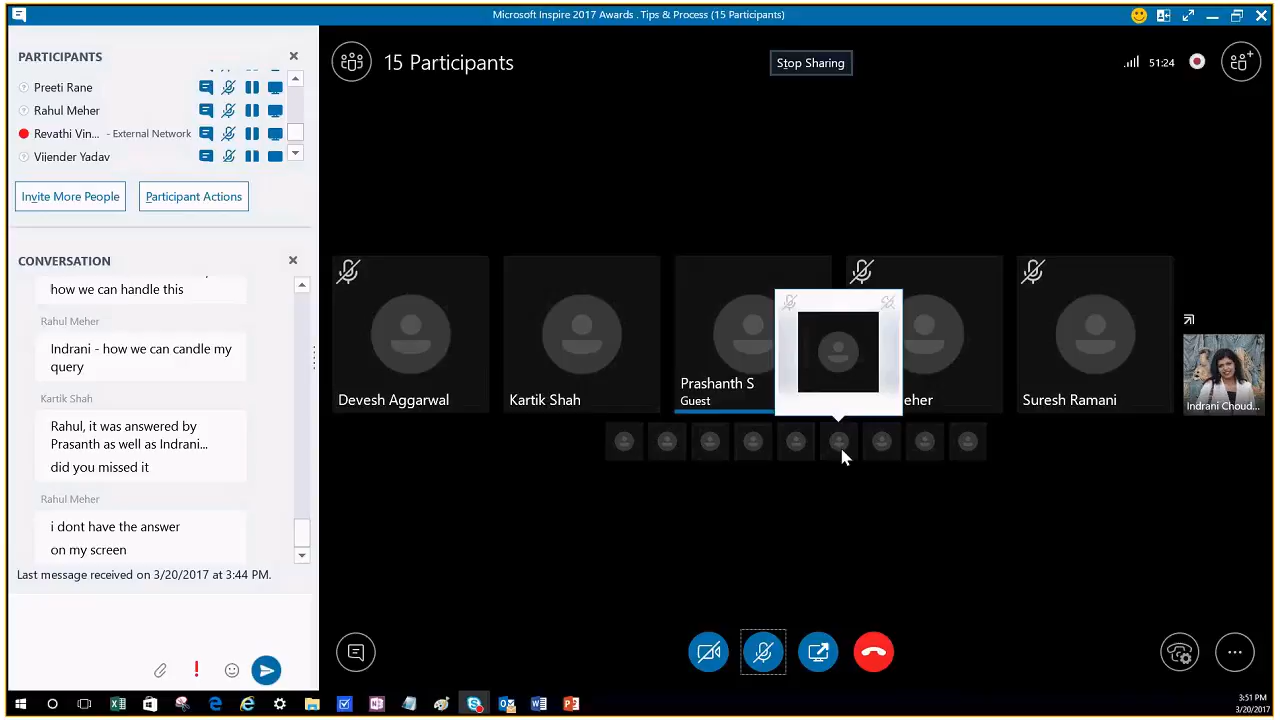 Microsoft Inspire 2017 Awards . Tips & Process (15 Participants)
PARTICIPANTS
Preeti Rane
Rahul Meher
Revathi Vin... - External Network
Viiender Yadav
Invite More People
Participant Actions
CONVERSATION
how we can handle this
Rahul Meher
Indrani - how we can candle my
query
Kartik Shah
Rahul, it was answered by
Prasanth as well as Indrani...
did you missed it
Rahul Meher
i dont have the answer
on my screen
Last message received on 3/20/2017 at 3:44 PM.
15 Participants
Stop Sharing
51:24
Devesh Aggarwal
Kartik Shah
Prashanth S
Guest
eher
Suresh Ramani
Indrani Choud...
3:51 PM
3/20/2017